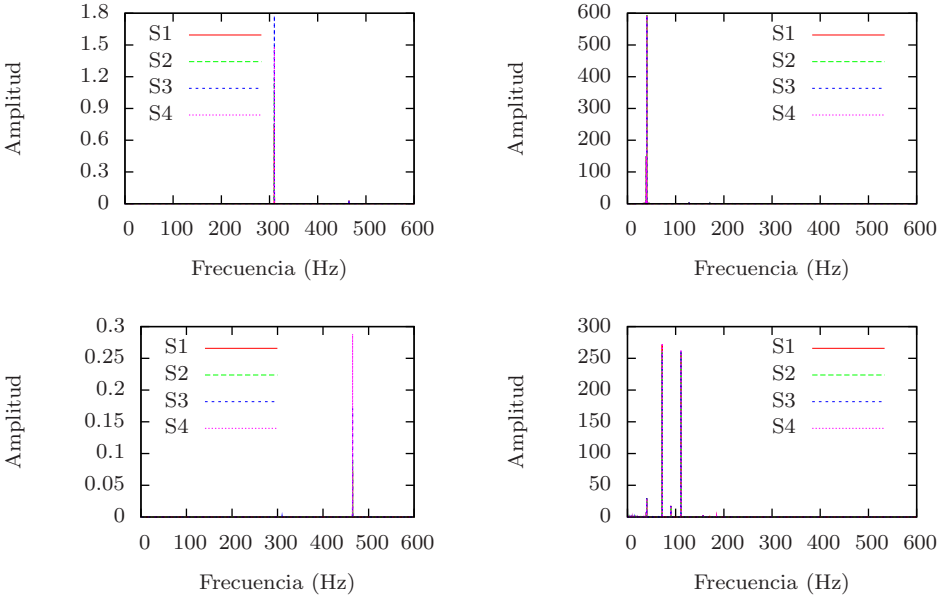 Amplitud
1.8
1.5
1.2
0.9
0.6
0.3
0
S1
S2
S3
S4
0 100 200 300 400 500 600
Frecuencia (Hz)
Amplitud
600
500
400
300
200
100
0
S1
S2
S3
S4
0 100 200 300 400 500 600
Frecuencia (Hz)
Amplitud
0.3
0.25
0.2
0.15
0.1
0.05
0
S1
S2
S3
S4
0 100 200 300 400 500 600
Frecuencia (Hz)
Amplitud
300
250
200
150
100
50
0
S1
S2
S3
S4
0 100 200 300 400 500 600
Frecuencia (Hz)